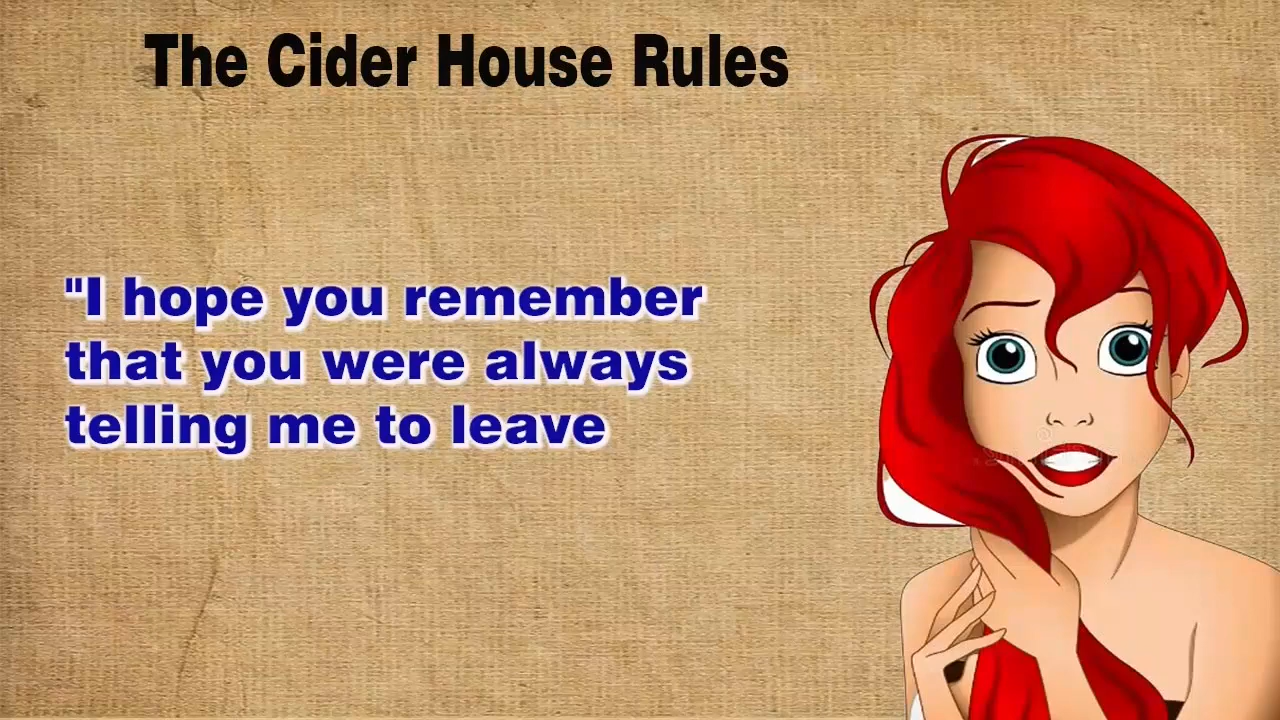 The Cider House Rules
"I hope you remember
that you were always
telling me to leave